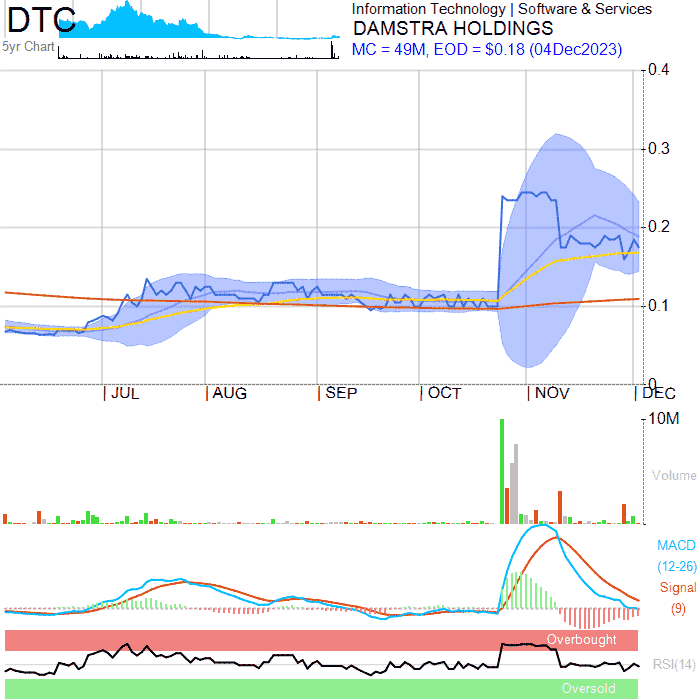 DTC
5yr Chart
Information Technology | Software & Services
DAMSTRA HOLDINGS
MC = 49M, EOD = $0.18 (04Dec2023)
0.4
0.3
0.2
0.1
0
JUL AUG SEP OCT NOV DEC
10M
Volume
MACD
(12-26)
Signal
(9)
Overbought
RSI(14)
Oversold